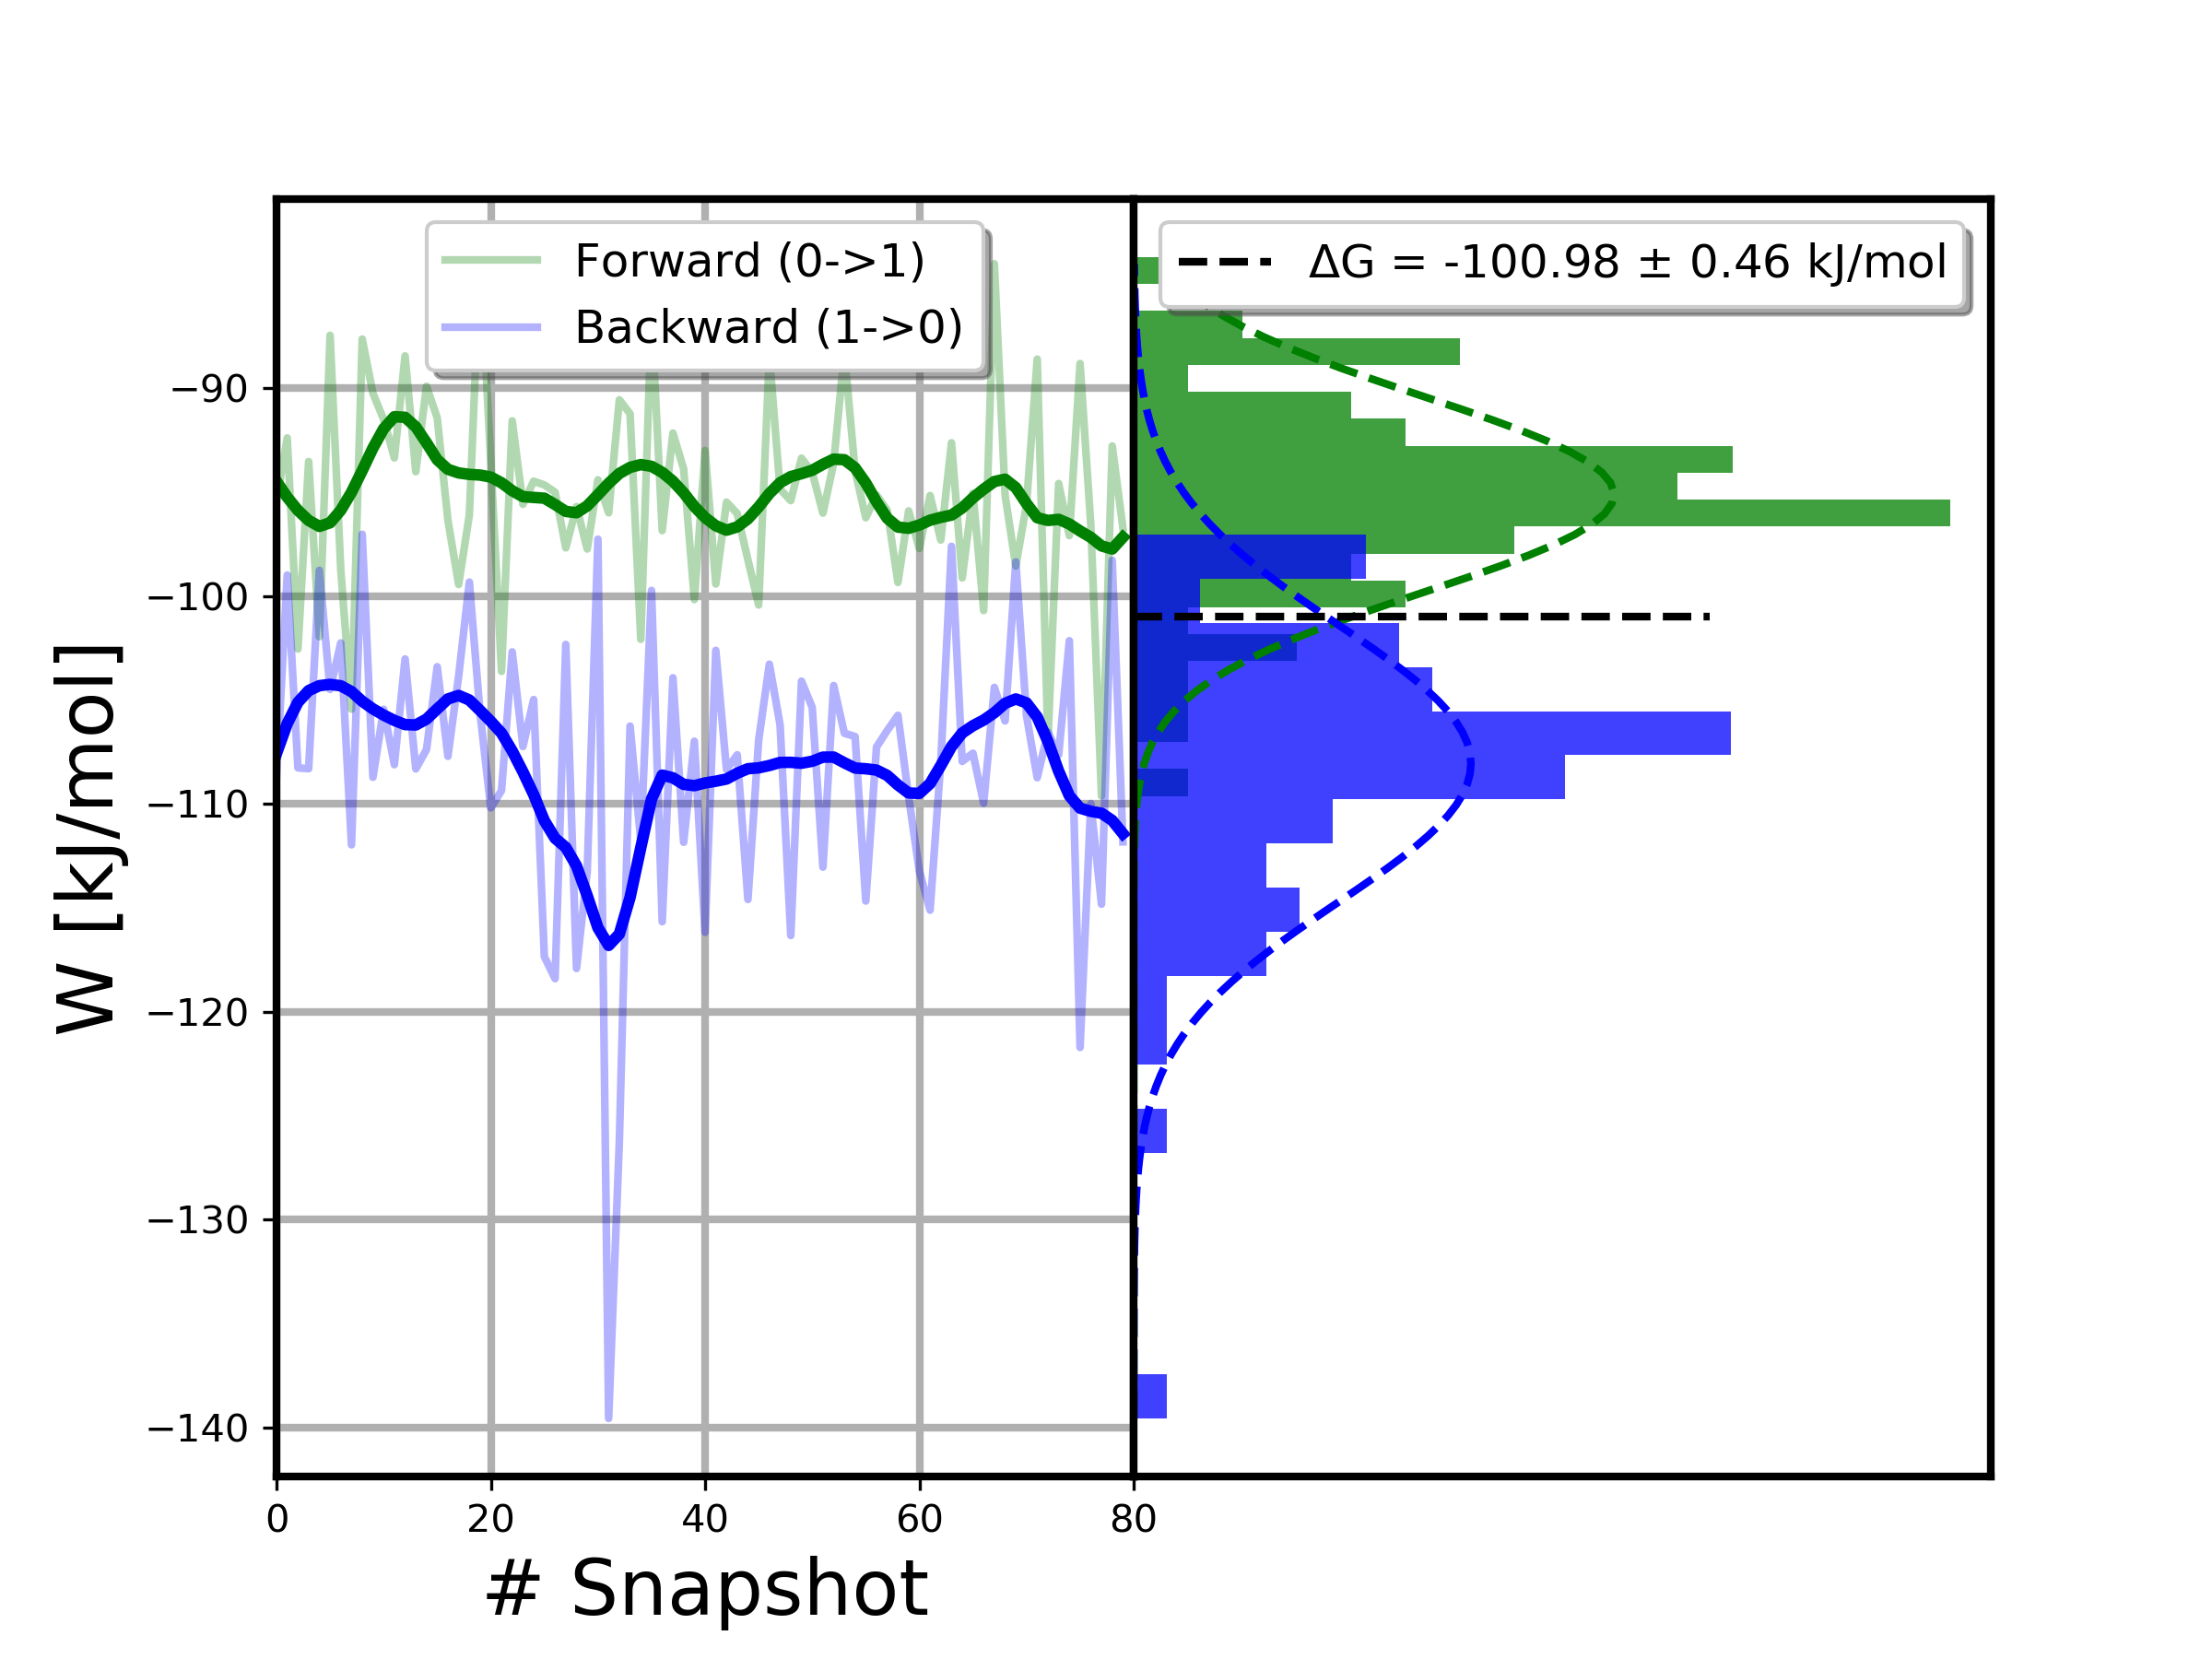 Forward (0->1)
Backward (1->0)
ΔG = -100.98 ± 0.46 kJ/mol
W [kJ/mol]
−90
−100
−110
−120
−130
−140
0 20 40 60 80
# Snapshot